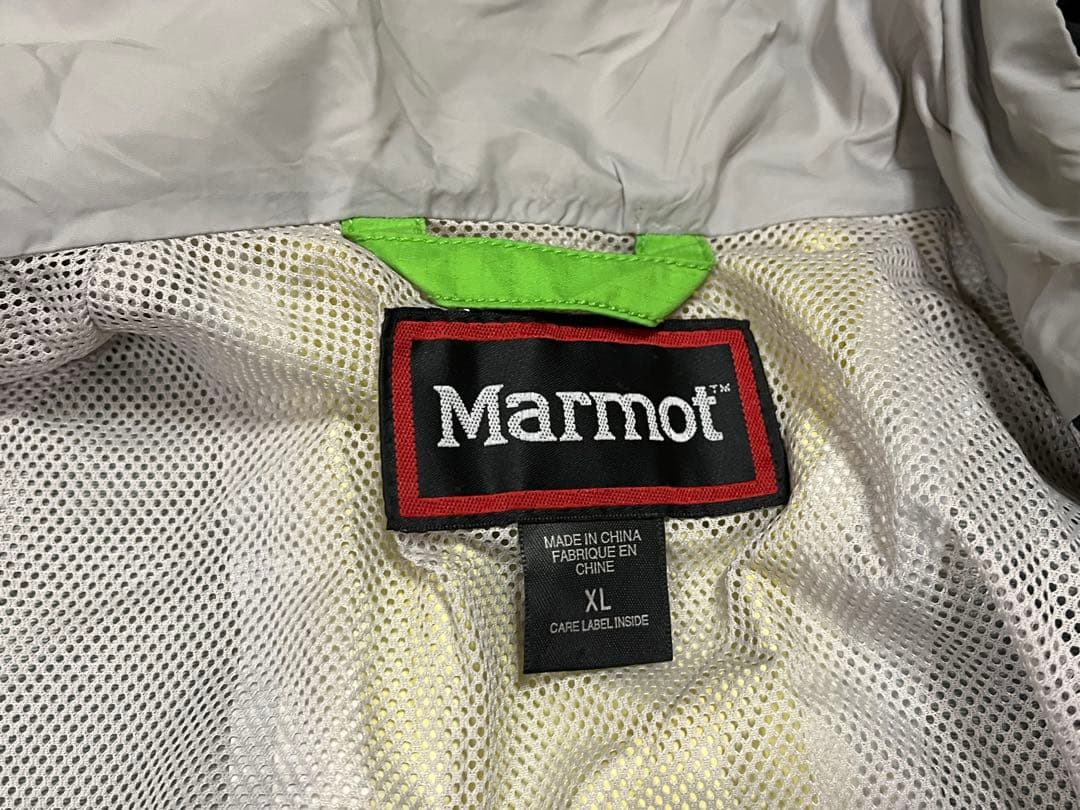 Marmot™
MADE IN CHINA
FABRIQUE EN
CHINE
XL
CARE LABEL INSIDE